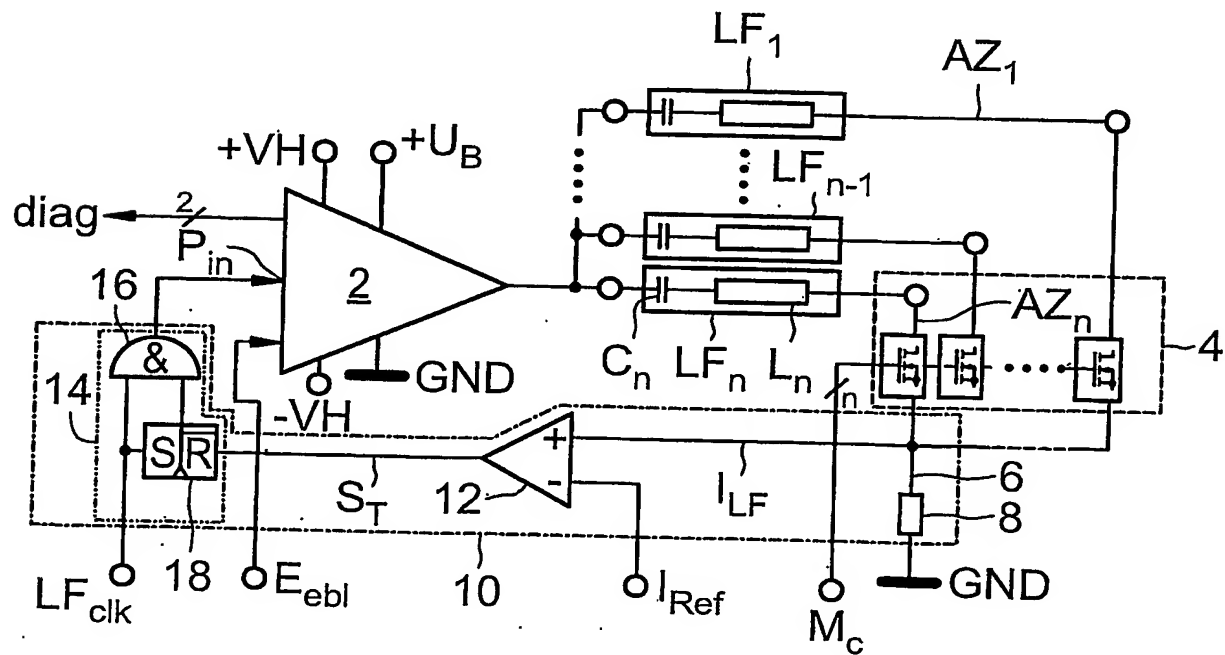 LF1
AZ1
+VH
+UB
LFn-1
diag
2
Pin
2
16
&
AZn
4
Cn
LFn
Ln
n
GND
-VH
14
S
R
+
-
12
ST
ILF
6
8
18
10
GND
LFclk
Eebl
IRef
Mc